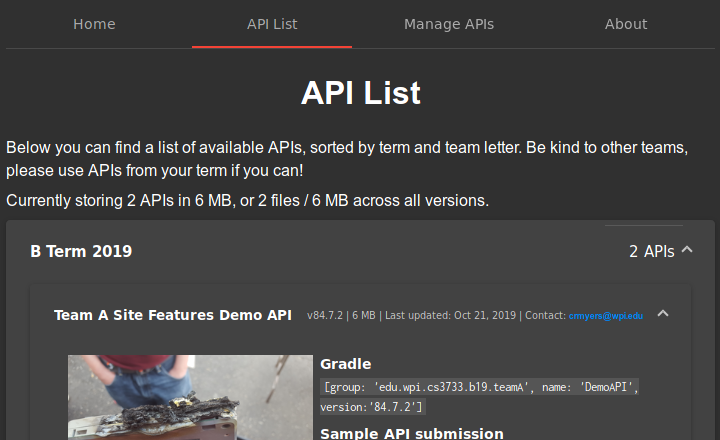 Home API List Manage APIs About
API List
Below you can find a list of available APIs, sorted by term and team letter. Be kind to other teams,
please use APIs from your term if you can!
Currently storing 2 APIs in 6 MB, or 2 files / 6 MB across all versions.
B Term 2019 2 APIs
Team A Site Features Demo API v84.7.2 | 6 MB | Last updated: Oct 21, 2019 | Contact: crmyers@wpi.edu
Gradle
[group: 'edu.wpi.cs3733.b19.teamA', name: 'DemoAPI',
version:'84.7.2']
Sample API submission